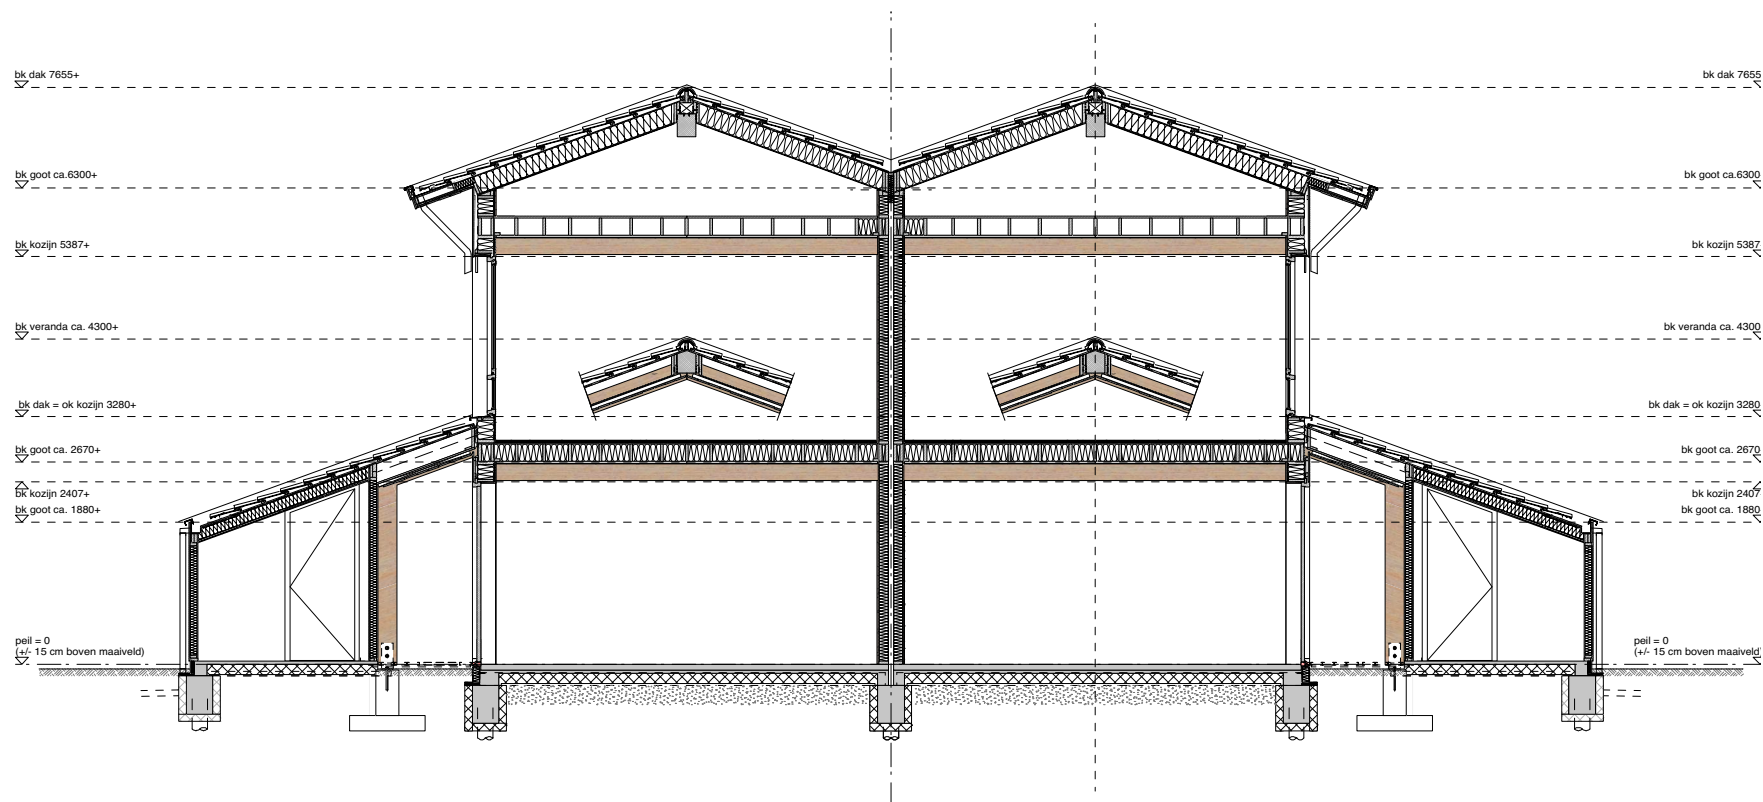 bk dak 7655+
bk dak 7655
bk goot ca.6300+
bk goot ca.6300
bk kozijn 5387+
bk kozijn 5387
bk veranda ca. 4300+
bk veranda ca. 4300
bk dak = ok kozijn 3280+
bk dak = ok kozijn 3280
bk goot ca. 2670+
bk goot ca. 2670
bk kozijn 2407+
bk kozijn 2407
bk goot ca. 1880+
bk goot ca. 1880
peil = 0
(+/- 15 cm boven maaiveld)
peil = 0
(+/- 15 cm boven maaiveld)